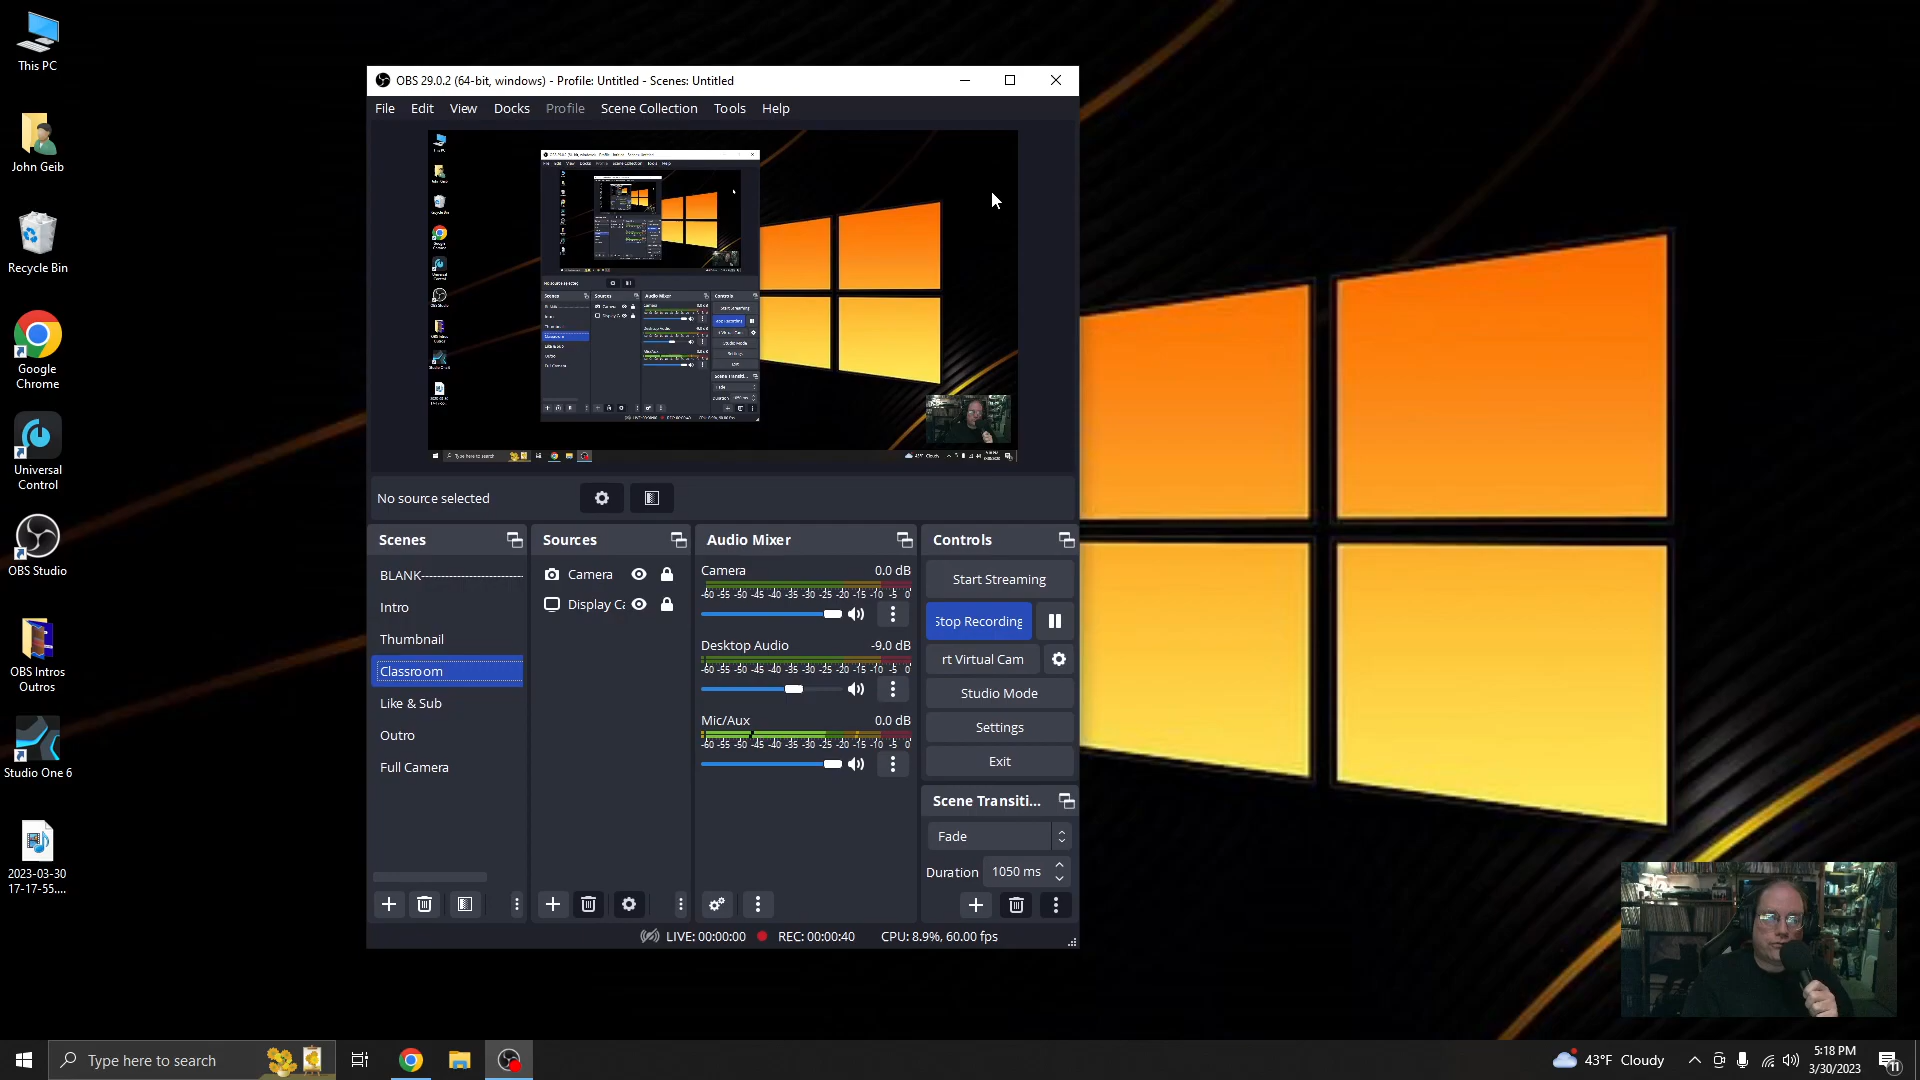 This PC
John Geib
Recycle Bin
Google
Chrome
Universal
Control
OBS Studio
OBS Intros
Outros
Studio One 6
2023-03-30
17-17-55....
OBS 29.0.2 (64-bit, windows) - Profile: Untitled - Scenes: Untitled
File Edit View Docks Profile Scene Collection Tools Help
No source selected
Scenes
BLANK-------------------------
Intro
Thumbnail
Classroom
Like & Sub
Outro
Full Camera
Sources
Camera
Display Ca
Audio Mixer
Camera 0.0 dB
-60 -55 -50 -45 -40 -35 -30 -25 -20 -15 -10 -5 0
Desktop Audio -9.0 dB
-60 -55 -50 -45 -40 -35 -30 -25 -20 -15 -10 -5 0
Mic/Aux 0.0 dB
-60 -55 -50 -45 -40 -35 -30 -25 -20 -15 -10 -5 0
Controls
Start Streaming
Stop Recording
rt Virtual Cam
Studio Mode
Settings
Exit
Scene Transiti...
Fade
Duration 1050 ms
LIVE: 00:00:00 REC: 00:00:40 CPU: 8.9%, 60.00 fps
Type here to search
43°F Cloudy
5:18 PM
3/30/2023
11